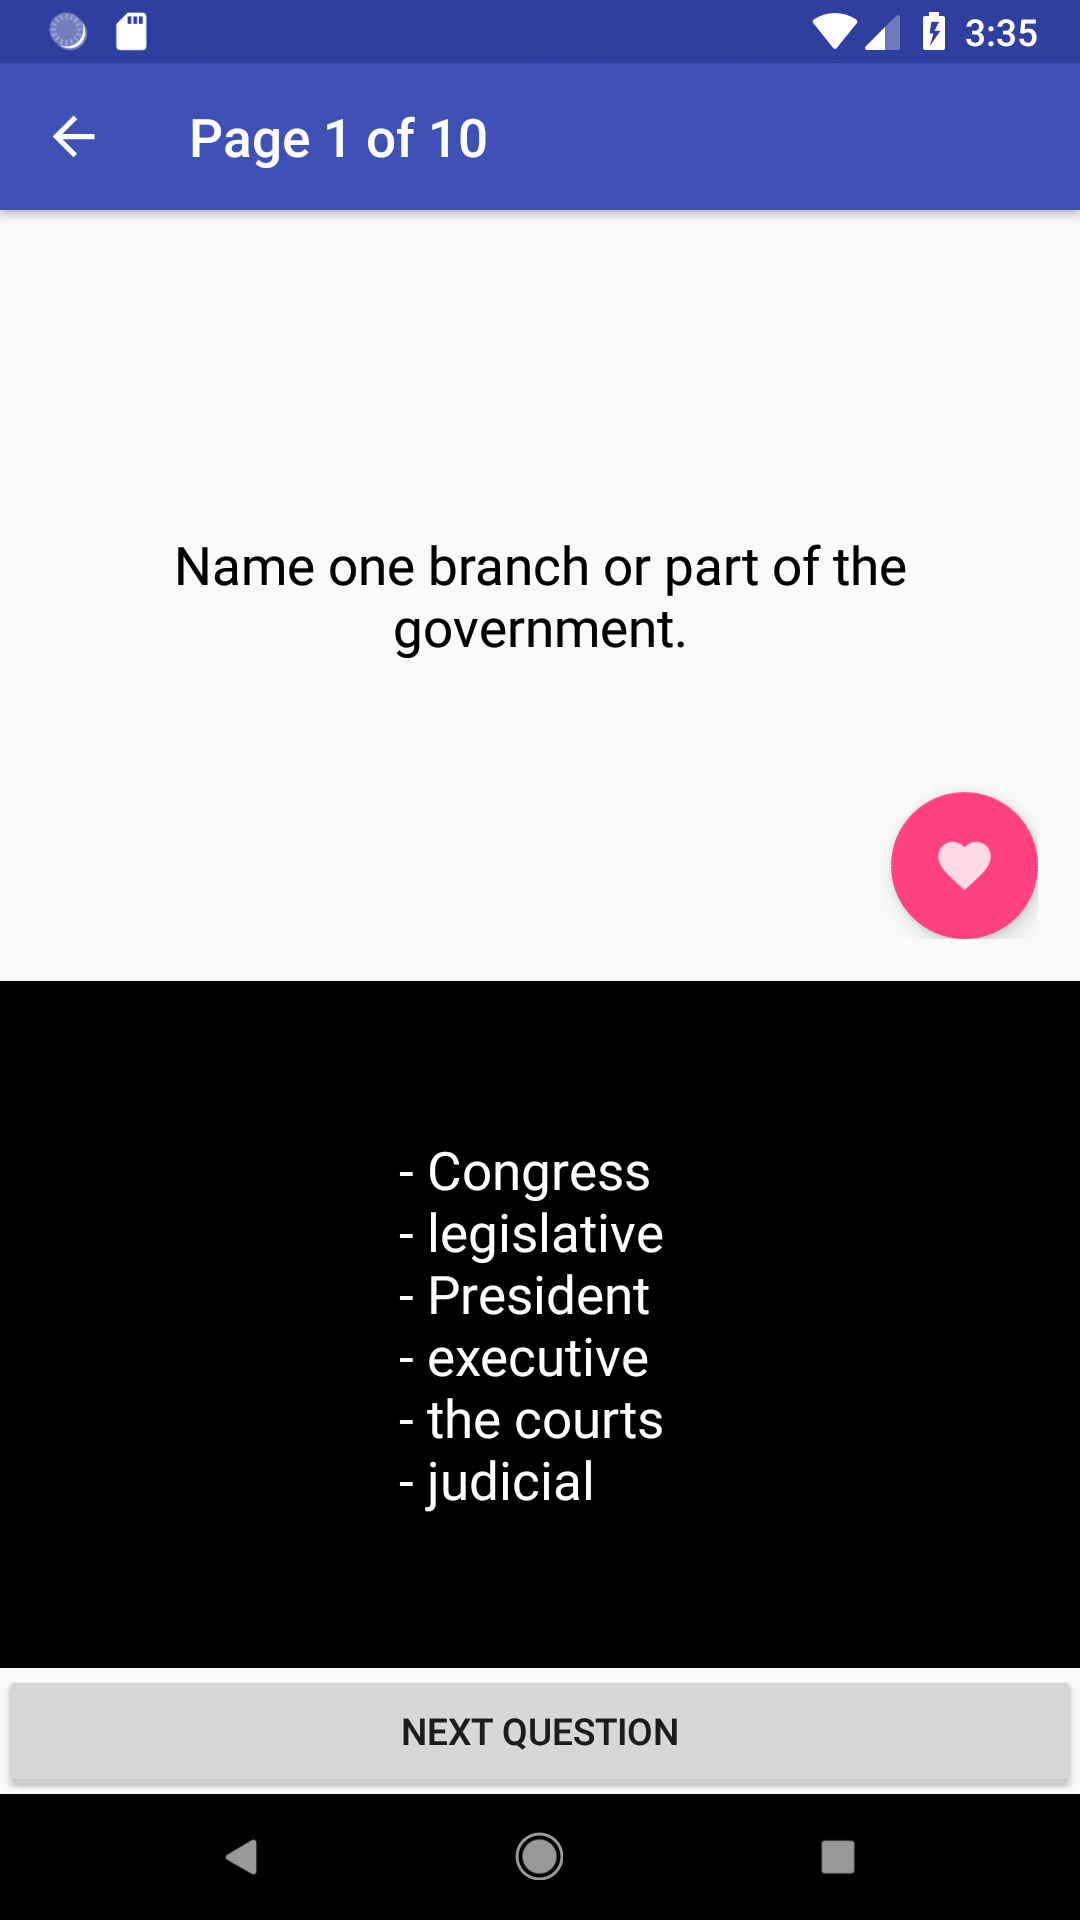 3:35
Page 1 of 10
Name one branch or part of the
government.
- Congress
- legislative
- President
- executive
- the courts
- judicial
NEXT QUESTION